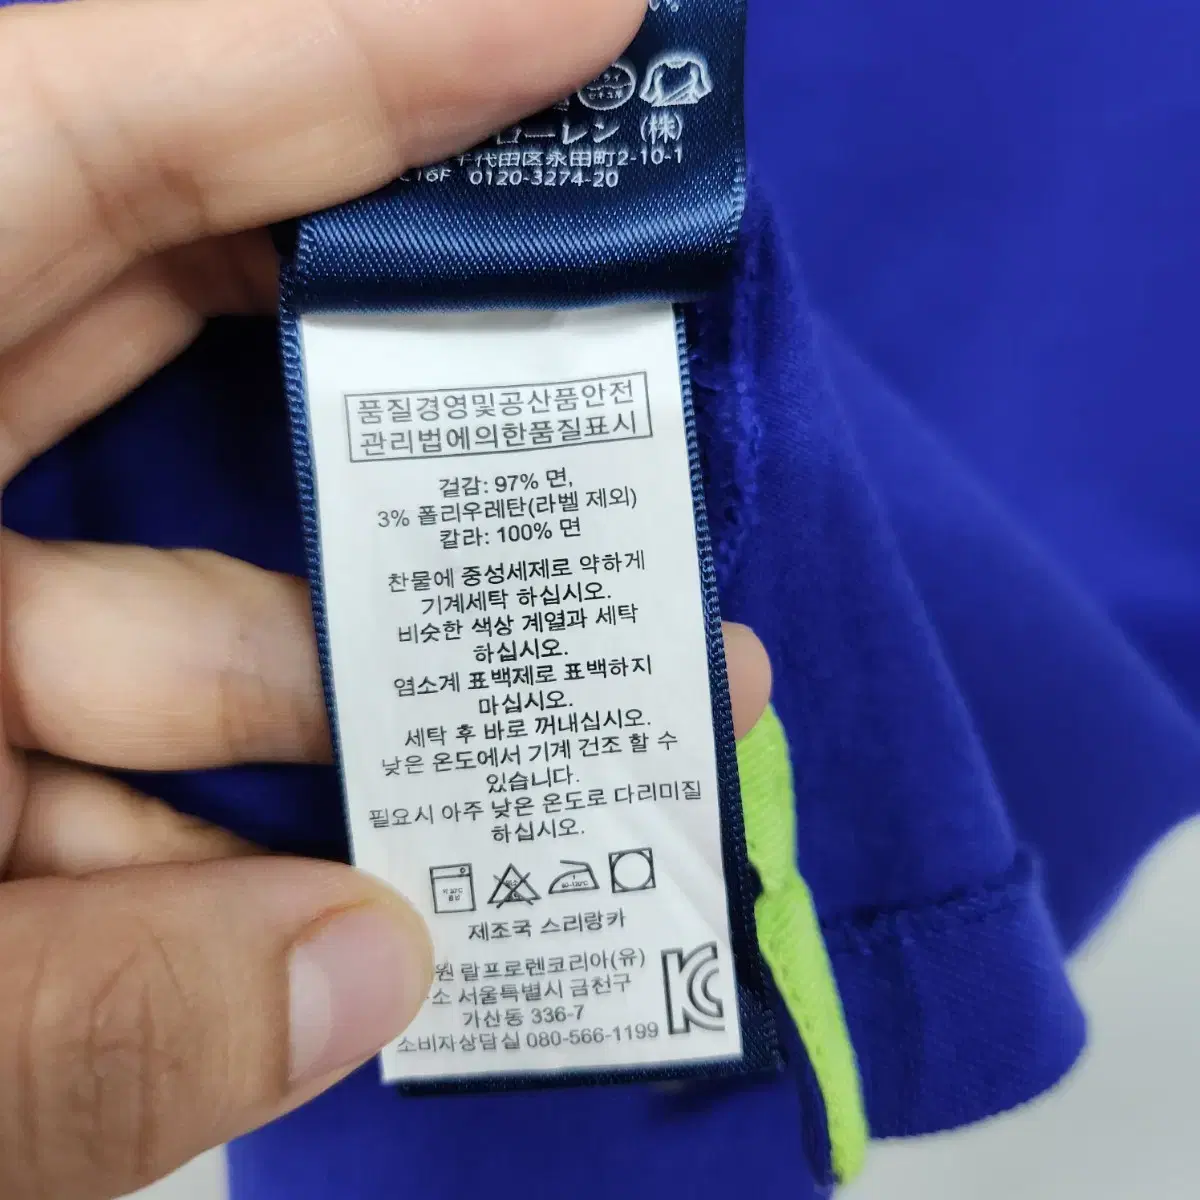 ローレン (株)
千代田区永田町2-10-1
16F 0120-3274-20
품질경영및공산품안전
관리법에의한품질표시
겉감: 97% 면,
3% 폴리우레탄(라벨 제외)
칼라: 100% 면
찬물에 중성세제로 약하게
기계세탁 하십시오.
비슷한 색상 계열과 세탁
하십시오.
염소계 표백제로 표백하지
마십시오.
세탁 후 바로 꺼내십시오.
낮은 온도에서 기계 건조 할 수
있습니다.
필요시 아주 낮은 온도로 다리미질
하십시오.
제조국 스리랑카
원 랄프로렌코리아(유)
소 서울특별시 금천구
가산동 336-7
소비자상담실 080-566-1199